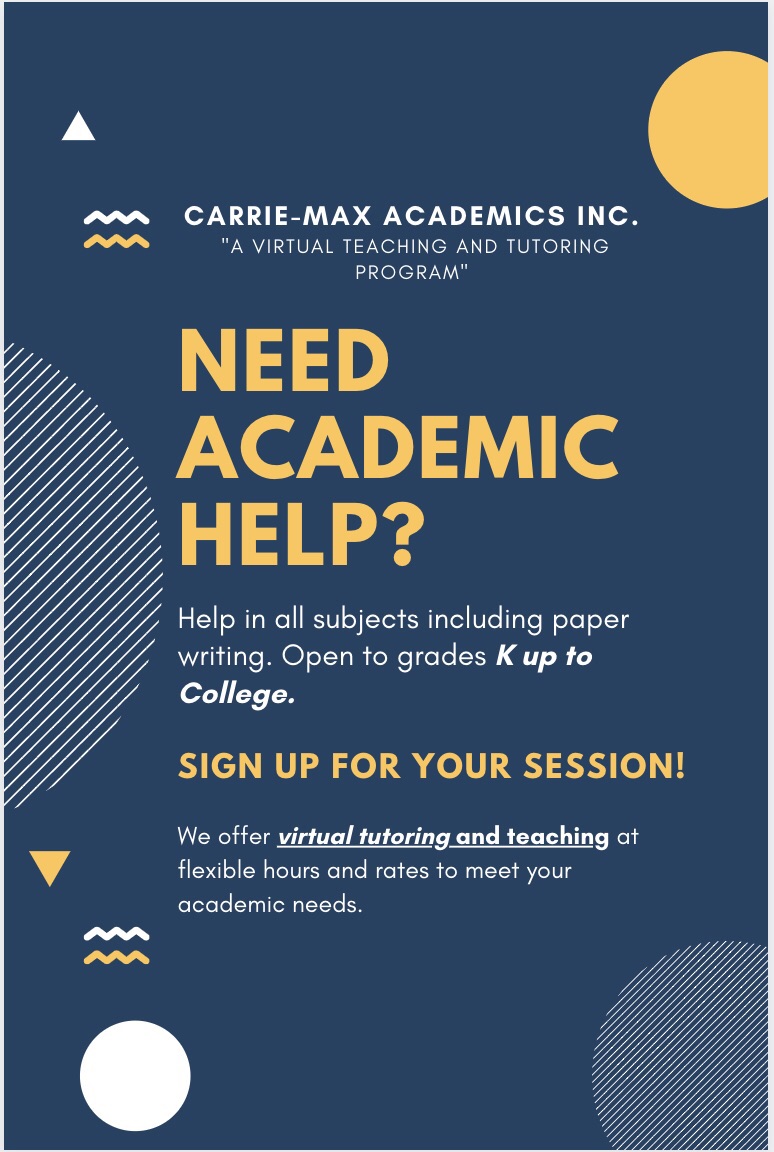 CARRIE-MAX ACADEMICS INC.
"A VIRTUAL TEACHING AND TUTORING
PROGRAM"
NEED
ACADEMIC
HELP?
Help in all subjects including paper
writing. Open to grades K up to
College.
SIGN UP FOR YOUR SESSION!
We offer virtual tutoring and teaching at
flexible hours and rates to meet your
academic needs.